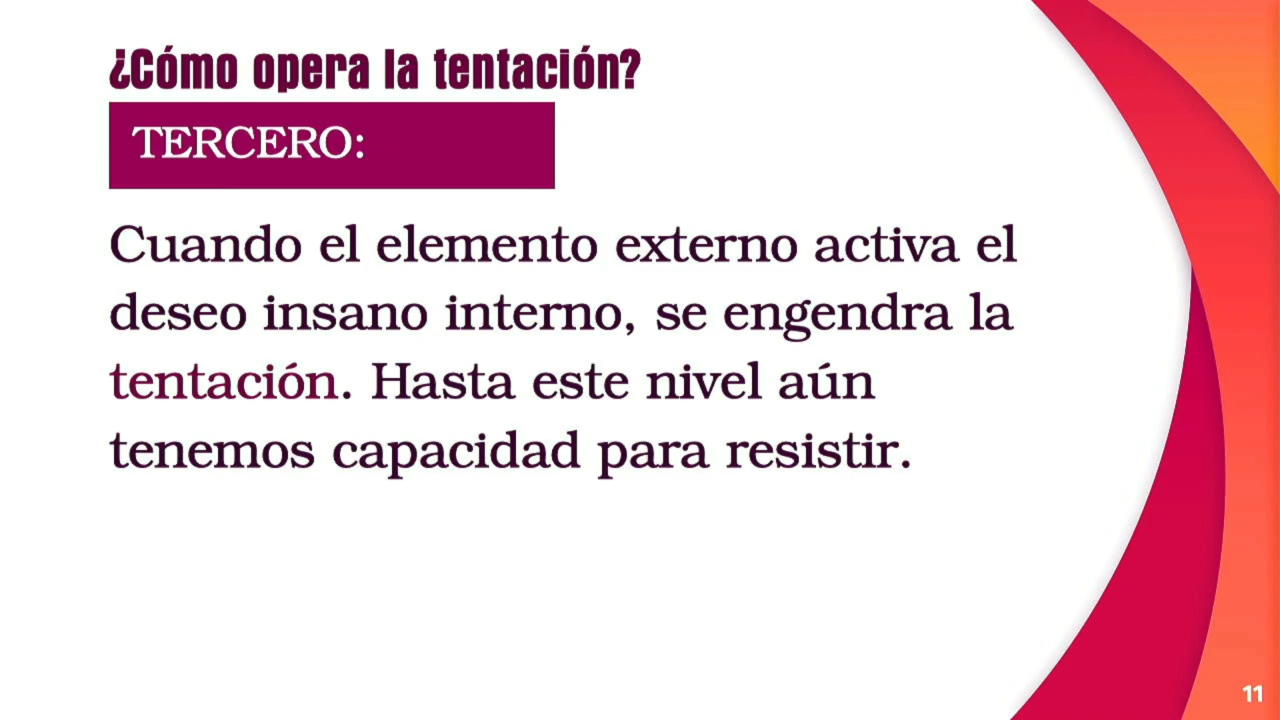 ¿Cómo opera la tentación?
TERCERO:
Cuando el elemento externo activa el
deseo insano interno, se engendra la
tentación. Hasta este nivel aún
tenemos capacidad para resistir.
11